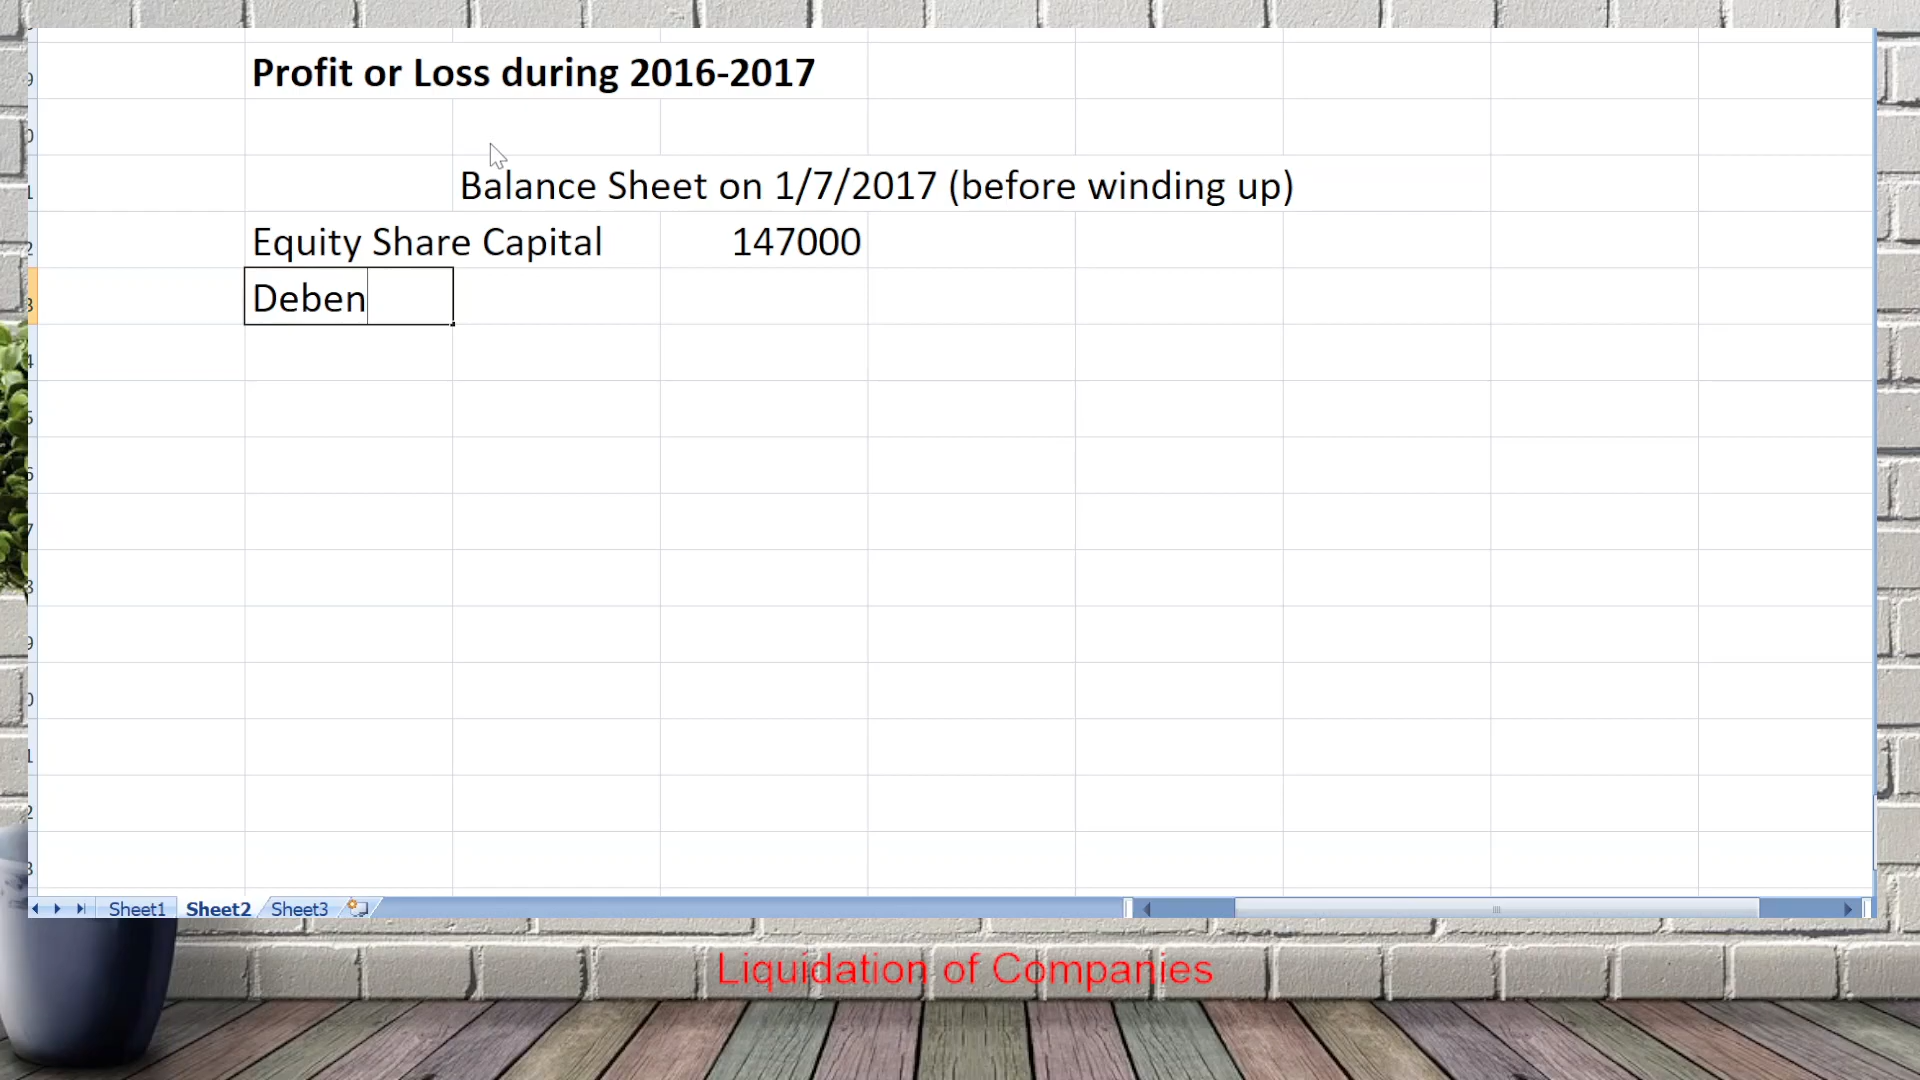 Profit or Loss during 2016-2017
Balance Sheet on 1/7/2017 (before winding up)
Equity Share Capital 147000
Deben
Sheet1 Sheet2 Sheet3
Liquidation of Companies